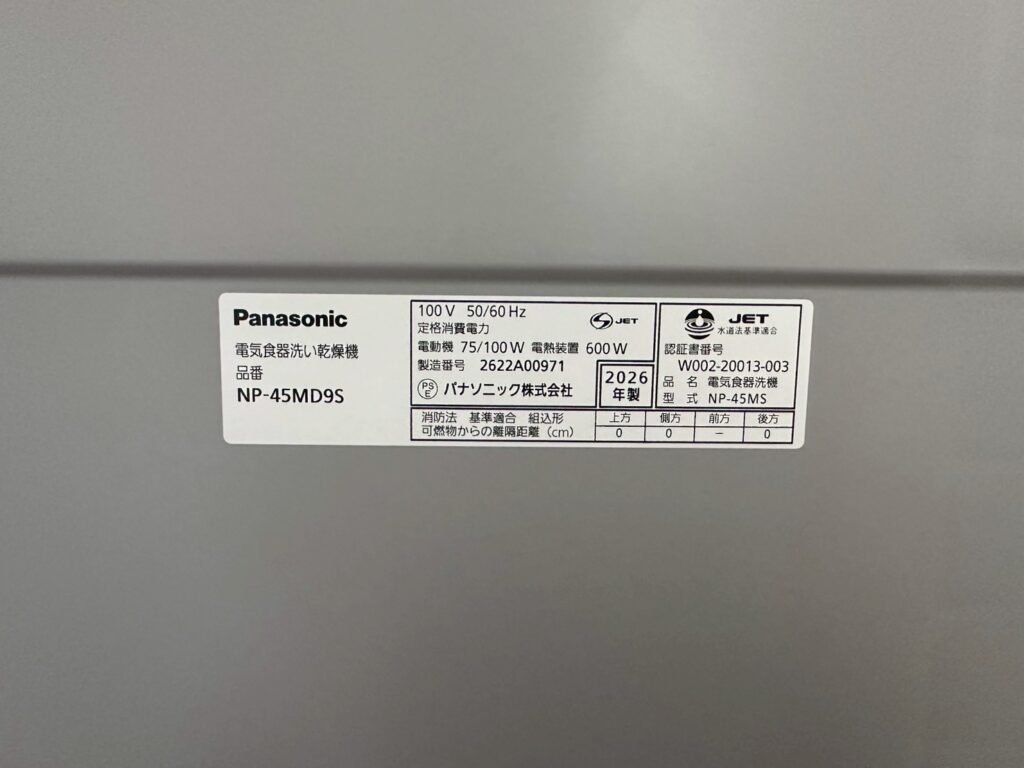 Panasonic
電気食器洗い乾燥機
品番
NP-45MD9S
100V 50/60Hz
定格消費電力
電動機 75/100W 電熱装置 600W
製造番号 2622A00971
PS E パナソニック株式会社
S JET
2026
年製
JET
水道法基準適合
認証書番号
W002-20013-003
品 名 電気食器洗機
型 式 NP-45MS
消防法 基準適合 組込形
可燃物からの離隔距離(cm)
上方 側方 前方 後方
0 0 － 0